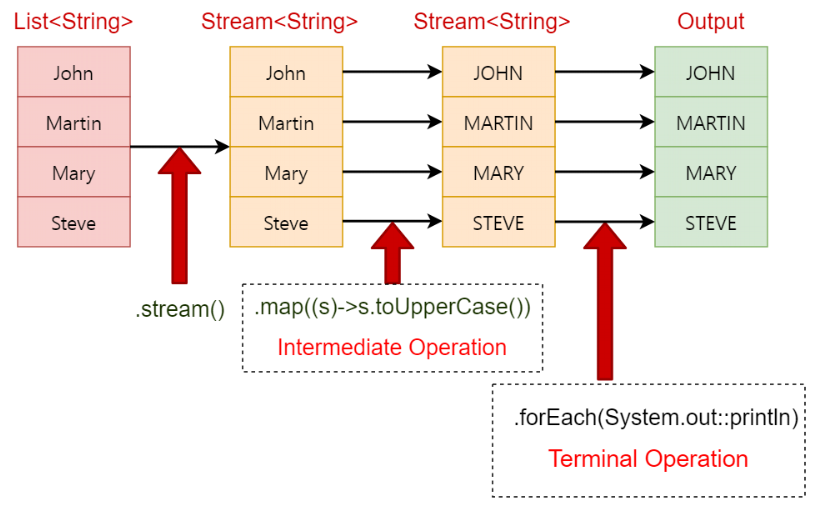 List<String>
Stream<String>
Stream<String>
Output
John
John
JOHN
JOHN
Martin
Martin
MARTIN
MARTIN
Mary
Mary
MARY
MARY
Steve
Steve
STEVE
STEVE
.stream()
.map((s)->s.toUpperCase())
Intermediate Operation
.forEach(System.out::println)
Terminal Operation